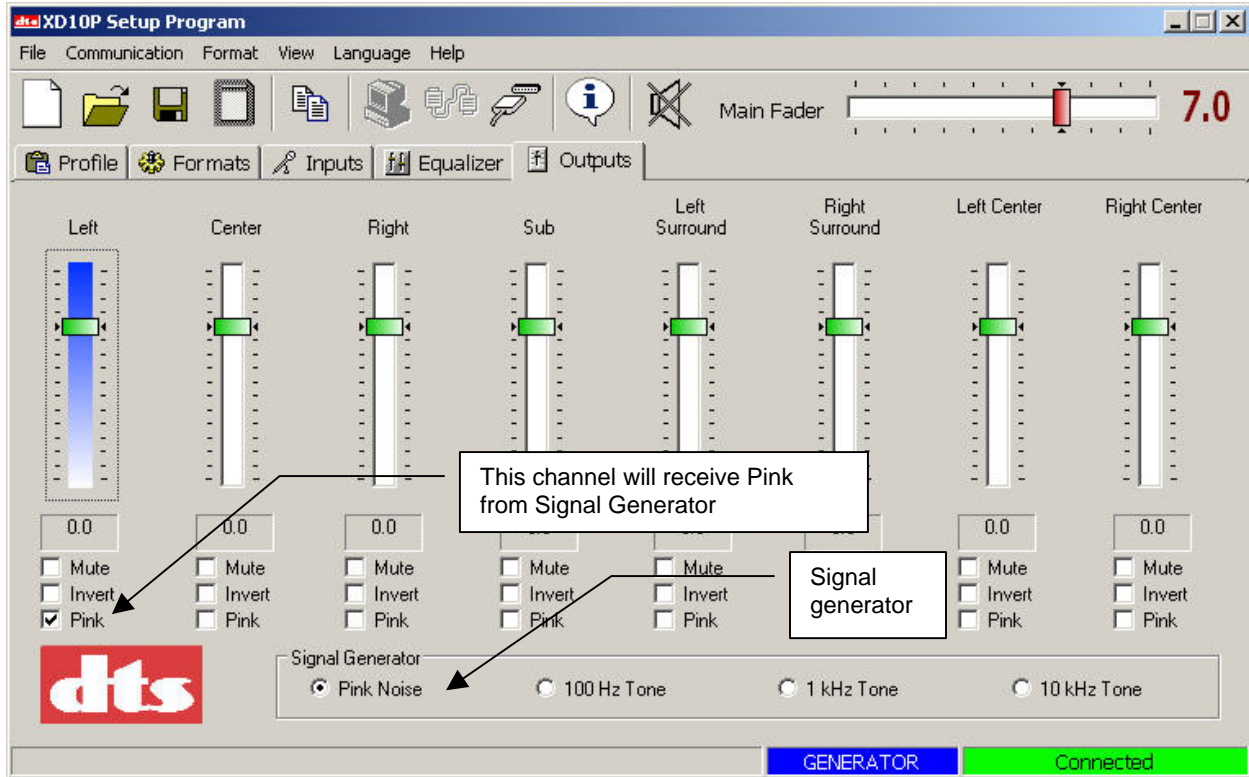 dts XD10P Setup Program
File Communication Format View Language Help
Main Fader 7.0
Profile Formats Inputs Equalizer Outputs
Left Center Right Sub Left Surround Right Surround Left Center Right Center
This channel will receive Pink
from Signal Generator
0.0 0.0 0.0 0.0 0.0
Mute Mute Mute Mute Mute Mute Mute
Invert Invert Invert Invert Invert Invert Invert
Pink Pink Pink Pink Pink Pink Pink
Signal
generator
dts
Signal Generator
Pink Noise 100 Hz Tone 1 kHz Tone 10 kHz Tone
GENERATOR Connected